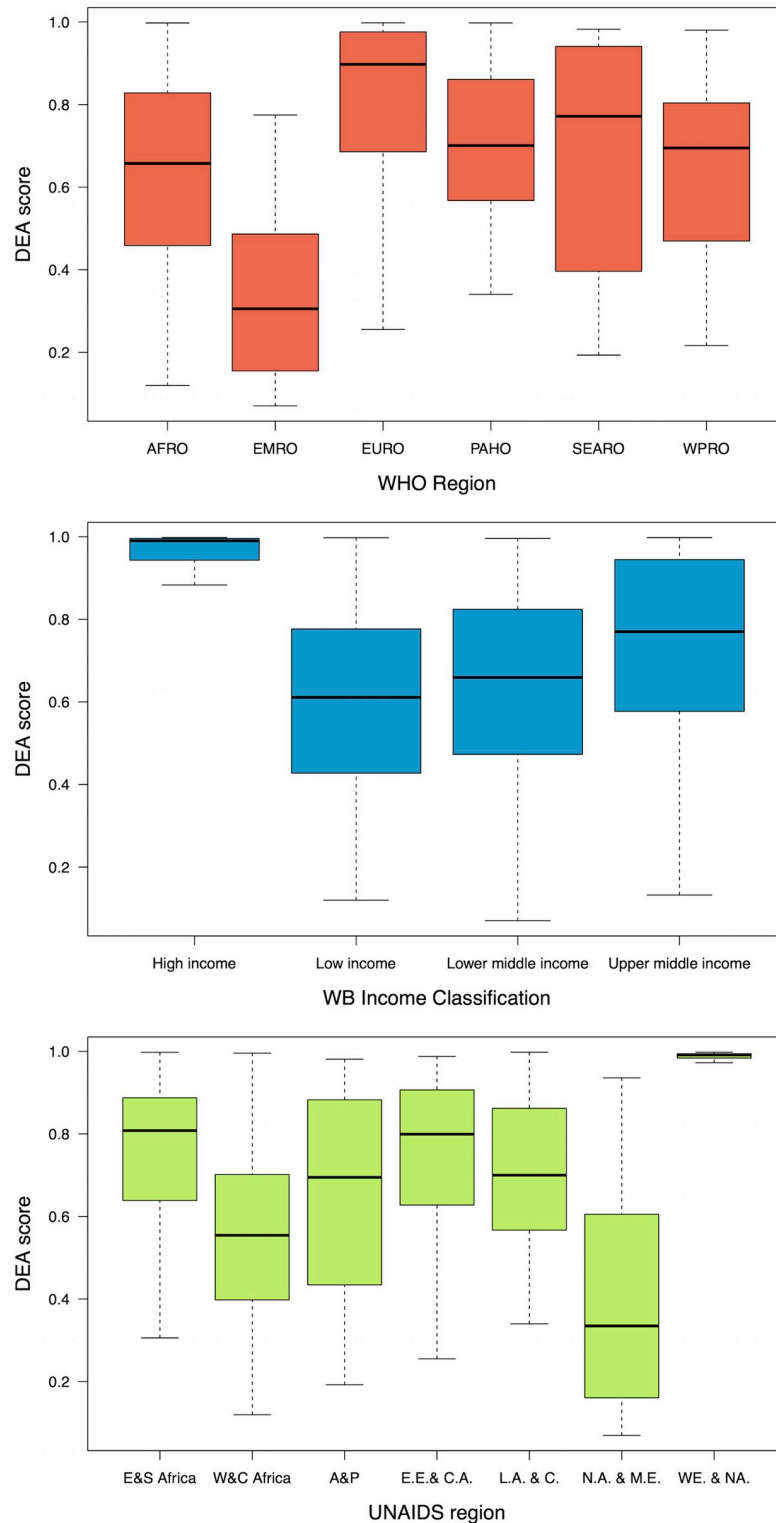 1.0
0.8
0.6
0.4
0.2
DEA score
AFRO EMRO EURO PAHO SEARO WPRO
WHO Region
1.0
0.8
0.6
0.4
0.2
DEA score
High income Low income Lower middle income Upper middle income
WB Income Classification
1.0
0.8
0.6
0.4
0.2
DEA score
E&S Africa W&C Africa A&P E.E.& C.A. L.A. & C. N.A. & M.E. WE. & NA.
UNAIDS region